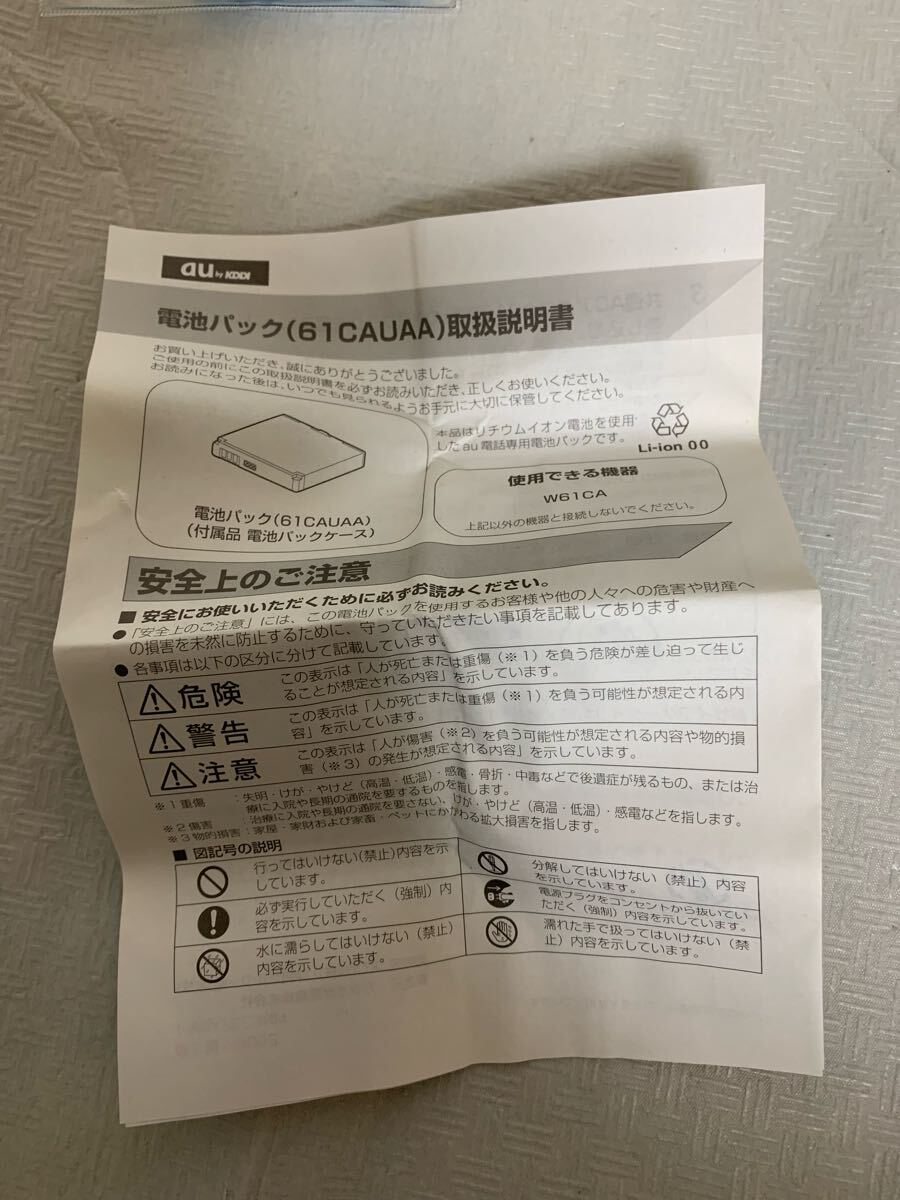 au by KDDI
電池パック(61CAUAA)取扱説明書
お買い上げいただき、誠にありがとうございました。
ご使用の前にこの取扱説明書を必ずお読みいただき、正しくお使いください。
お読みになった後は、いつでも見られるようお手元に大切に保管してください。
電池パック(61CAUAA)
(付属品 電池パックケース)
本品はリチウムイオン電池を使用
したau電話専用電池パックです。
Li-ion 00
使用できる機器
W61CA
上記以外の機器と接続しないでください。
安全上のご注意
■ 安全にお使いいただくために必ずお読みください。
●「安全上のご注意」には、この電池パックを使用するお客様や他の人々への危害や財産へ
の損害を未然に防止するために、守っていただきたい事項を記載してあります。
● 各事項は以下の区分に分けて記載しています。
危険
この表示は「人が死亡または重傷(※1)を負う危険が差し迫って生じ
ることが想定される内容」を示しています。
警告
この表示は「人が死亡または重傷(※1)を負う可能性が想定される内
容」を示しています。
注意
この表示は「人が傷害(※2)を負う可能性が想定される内容や物的損
害(※3)の発生が想定される内容」を示しています。
※1 重傷 :失明・けが・やけど(高温・低温)・感電・骨折・中毒などで後遺症が残るもの、または治
療に入院や長期の通院を要するものを指します。
※2 傷害 :治療に入院や長期の通院を要さない、けが・やけど(高温・低温)・感電などを指します。
※3 物的損害:家屋・家財および家畜・ペットにかかわる拡大損害を指します。
■ 図記号の説明
行ってはいけない(禁止)内容を示
しています。
必ず実行していただく(強制)内
容を示しています。
水に濡らしてはいけない(禁止)
内容を示しています。
分解してはいけない(禁止)内容
を示しています。
電源プラグをコンセントから抜いてい
ただく(強制)内容を示しています。
濡れた手で扱ってはいけない(禁
止)内容を示しています。